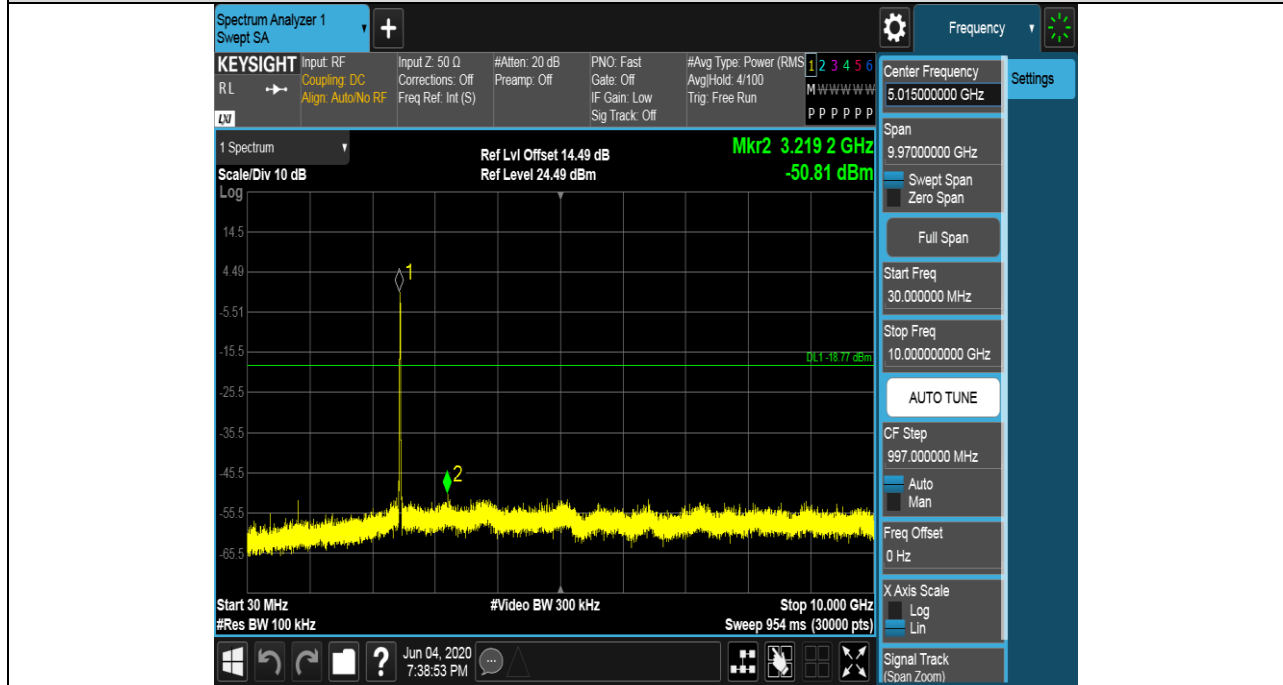 Spectrum Analyzer 1
Swept SA
Frequency
KEYSIGHT
RL
LXI
Input: RF
Coupling: DC
Align: Auto/No RF
Input Z: 50 Ω
Corrections: Off
Freq Ref: Int (S)
#Atten: 20 dB
Preamp: Off
PNO: Fast
Gate: Off
IF Gain: Low
Sig Track: Off
#Avg Type: Power (RMS
Avg|Hold: 4/100
Trig: Free Run
1 2 3 4 5 6
M W W W W W
P P P P P P
1 Spectrum
Scale/Div 10 dB
Log
Ref Lvl Offset 14.49 dB
Ref Level 24.49 dBm
Mkr2 3.219 2 GHz
-50.81 dBm
14.5
4.49
-5.51
-15.5
-25.5
-35.5
-45.5
-55.5
-65.5
1
DL1 -18.77 dBm
2
Start 30 MHz
#Res BW 100 kHz
#Video BW 300 kHz
Stop 10.000 GHz
Sweep 954 ms (30000 pts)
Center Frequency
5.015000000 GHz
Settings
Span
9.97000000 GHz
Swept Span
Zero Span
Full Span
Start Freq
30.000000 MHz
Stop Freq
10.000000000 GHz
AUTO TUNE
CF Step
997.000000 MHz
Auto
Man
Freq Offset
0 Hz
X Axis Scale
Log
Lin
Signal Track
(Span Zoom)
?
Jun 04, 2020
7:38:53 PM